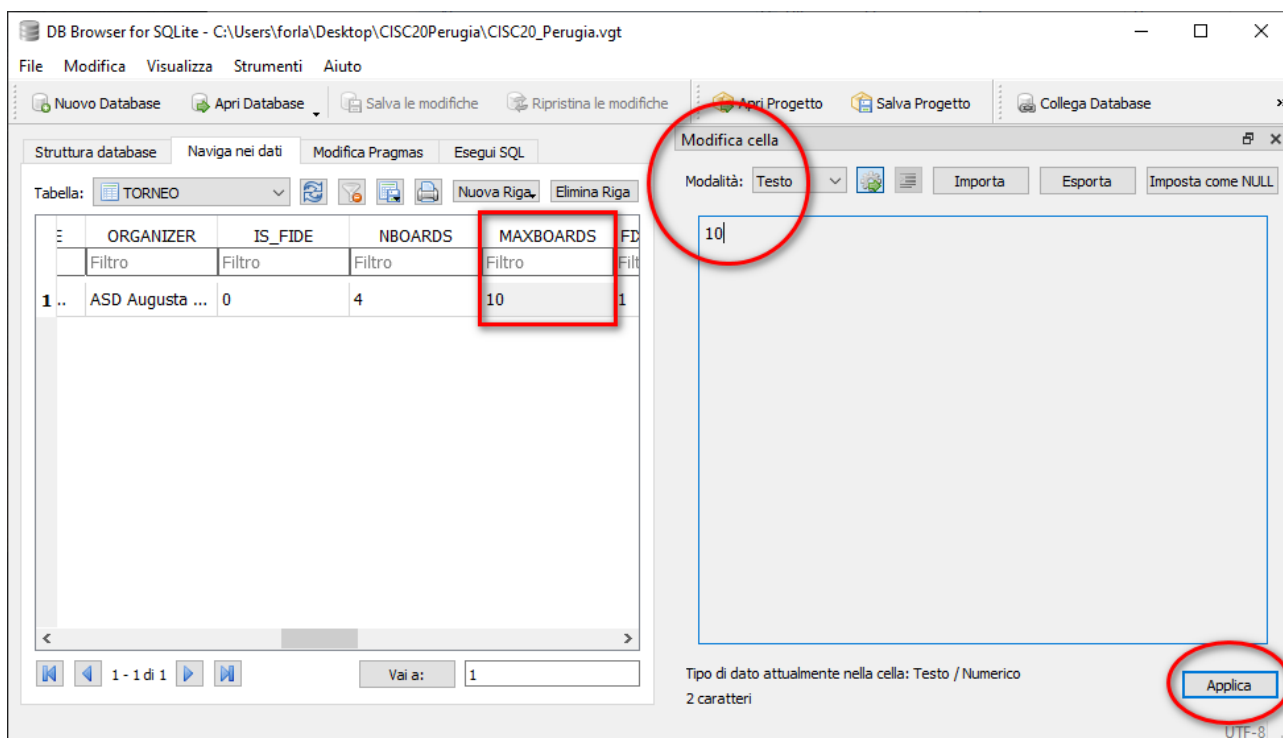 DB Browser for SQLite - C:\Users\forla\Desktop\CISC20Perugia\CISC20_Perugia.vgt
File Modifica Visualizza Strumenti Aiuto
Nuovo Database Apri Database Salva le modifiche Ripristina le modifiche Apri Progetto Salva Progetto Collega Database »
Struttura database Naviga nei dati Modifica Pragmas Esegui SQL
Tabella: TORNEO Nuova Riga Elimina Riga
E ORGANIZER IS_FIDE NBOARDS MAXBOARDS FI
Filtro Filtro Filtro Filtro Filt
1 .. ASD Augusta ... 0 4 10 1
1 - 1 di 1 Vai a: 1
Modifica cella
Modalità: Testo Importa Esporta Imposta come NULL
10
Tipo di dato attualmente nella cella: Testo / Numerico
2 caratteri
Applica
UTF-8